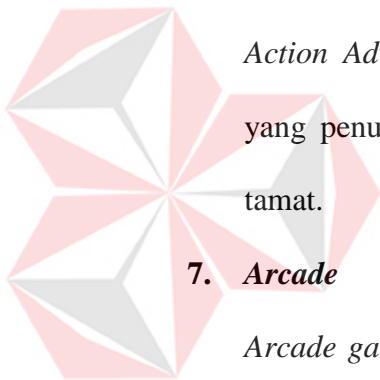 Action Ad
yang penu
tamat.
7. Arcade
Arcade ga